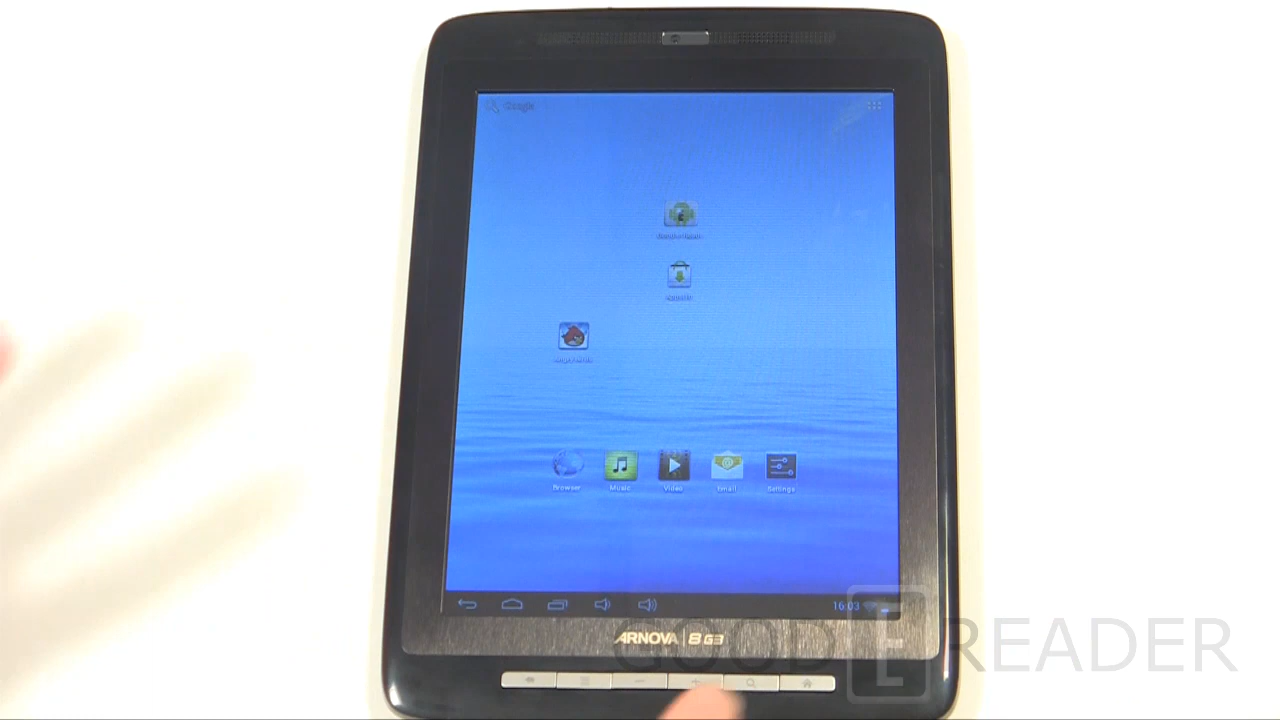 Google
Browser
Music
Video
Email
Settings
16:03
ARNOVA | 8 G3
GOOD E READER